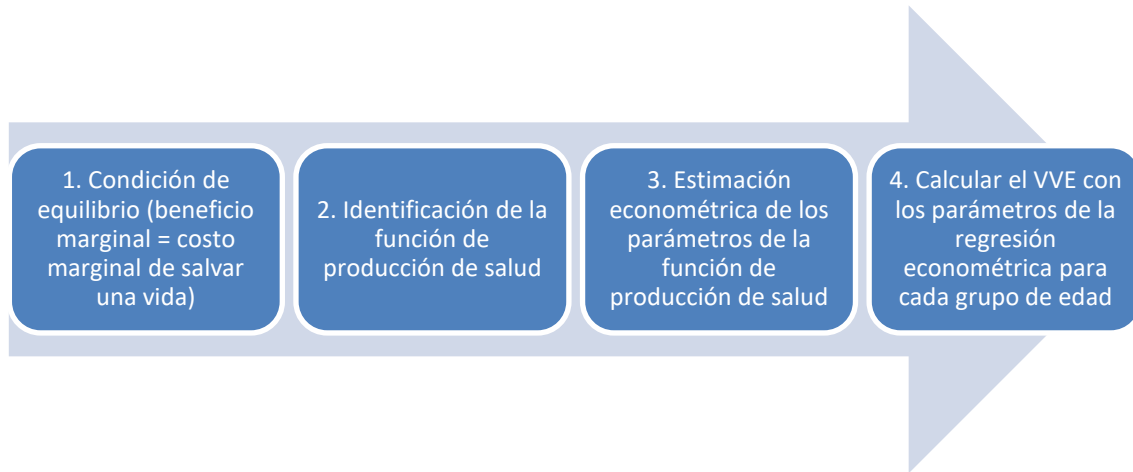 1. Condición de
equilibrio (beneficio
marginal = costo
marginal de salvar
una vida)
2. Identificación de la
función de
producción de salud
3. Estimación
econométrica de los
parámetros de la
función de
producción de salud
4. Calcular el VVE con
los parámetros de la
regresión
econométrica para
cada grupo de edad